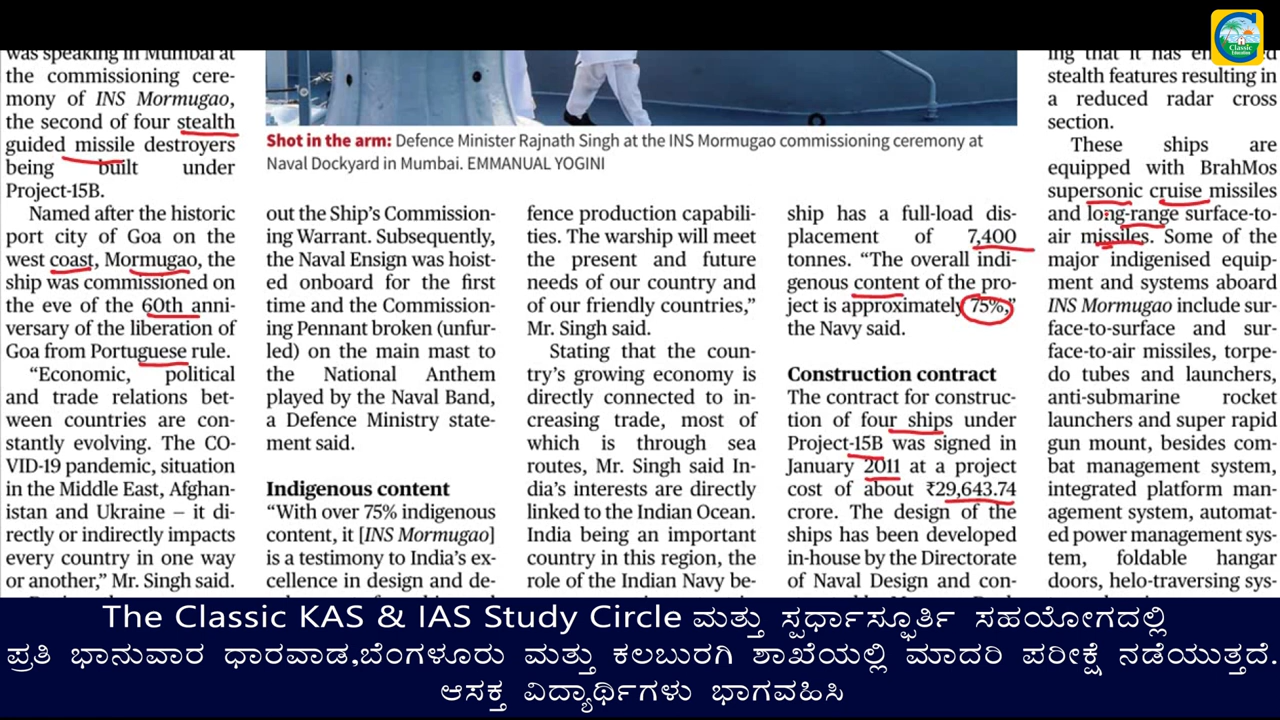 Classic
Education
was speaking in Mumbai at
the commissioning cere-
mony of INS Mormugao,
the second of four stealth
guided missile destroyers
being built under
Project-15B.
Named after the historic
port city of Goa on the
west coast, Mormugao, the
ship was commissioned on
the eve of the 60th anni-
versary of the liberation of
Goa from Portuguese rule.
“Economic, political
and trade relations bet-
ween countries are con-
stantly evolving. The CO-
VID-19 pandemic, situation
in the Middle East, Afghan-
istan and Ukraine – it di-
rectly or indirectly impacts
every country in one way
or another,” Mr. Singh said.
Shot in the arm: Defence Minister Rajnath Singh at the INS Mormugao commissioning ceremony at
Naval Dockyard in Mumbai. EMMANUAL YOGINI
out the Ship’s Commission-
ing Warrant. Subsequently,
the Naval Ensign was hoist-
ed onboard for the first
time and the Commission-
ing Pennant broken (unfur-
led) on the main mast to
the National Anthem
played by the Naval Band,
a Defence Ministry state-
ment said.
Indigenous content
“With over 75% indigenous
content, it [INS Mormugao]
is a testimony to India’s ex-
cellence in design and de-
fence production capabili-
ties. The warship will meet
the present and future
needs of our country and
of our friendly countries,”
Mr. Singh said.
Stating that the coun-
try’s growing economy is
directly connected to in-
creasing trade, most of
which is through sea
routes, Mr. Singh said In-
dia’s interests are directly
linked to the Indian Ocean.
India being an important
country in this region, the
role of the Indian Navy be-
ship has a full-load dis-
placement of 7,400
tonnes. “The overall indi-
genous content of the pro-
ject is approximately 75%,”
the Navy said.
Construction contract
The contract for construc-
tion of four ships under
Project-15B was signed in
January 2011 at a project
cost of about ₹29,643.74
crore. The design of the
ships has been developed
in-house by the Directorate
of Naval Design and con-
ing that it has
stealth features resulting in
a reduced radar cross
section.
These ships are
equipped with BrahMos
supersonic cruise missiles
and long-range surface-to-
air missiles. Some of the
major indigenised equip-
ment and systems aboard
INS Mormugao include sur-
face-to-surface and sur-
face-to-air missiles, torpe-
do tubes and launchers,
anti-submarine rocket
launchers and super rapid
gun mount, besides com-
bat management system,
integrated platform man-
agement system, automat-
ed power management sys-
tem, foldable hangar
doors, helo-traversing sys-
The Classic KAS & IAS Study Circle ಮತ್ತು ಸ್ಪರ್ಧಾಸ್ಫೂರ್ತಿ ಸಹಯೋಗದಲ್ಲಿ
ಪ್ರತಿ ಭಾನುವಾರ ಧಾರವಾಡ,ಬೆಂಗಳೂರು ಮತ್ತು ಕಲಬುರಗಿ ಶಾಖೆಯಲ್ಲಿ ಮಾದರಿ ಪರೀಕ್ಷೆ ನಡೆಯುತ್ತದೆ.
ಆಸಕ್ತ ವಿದ್ಯಾರ್ಥಿಗಳು ಭಾಗವಹಿಸಿ